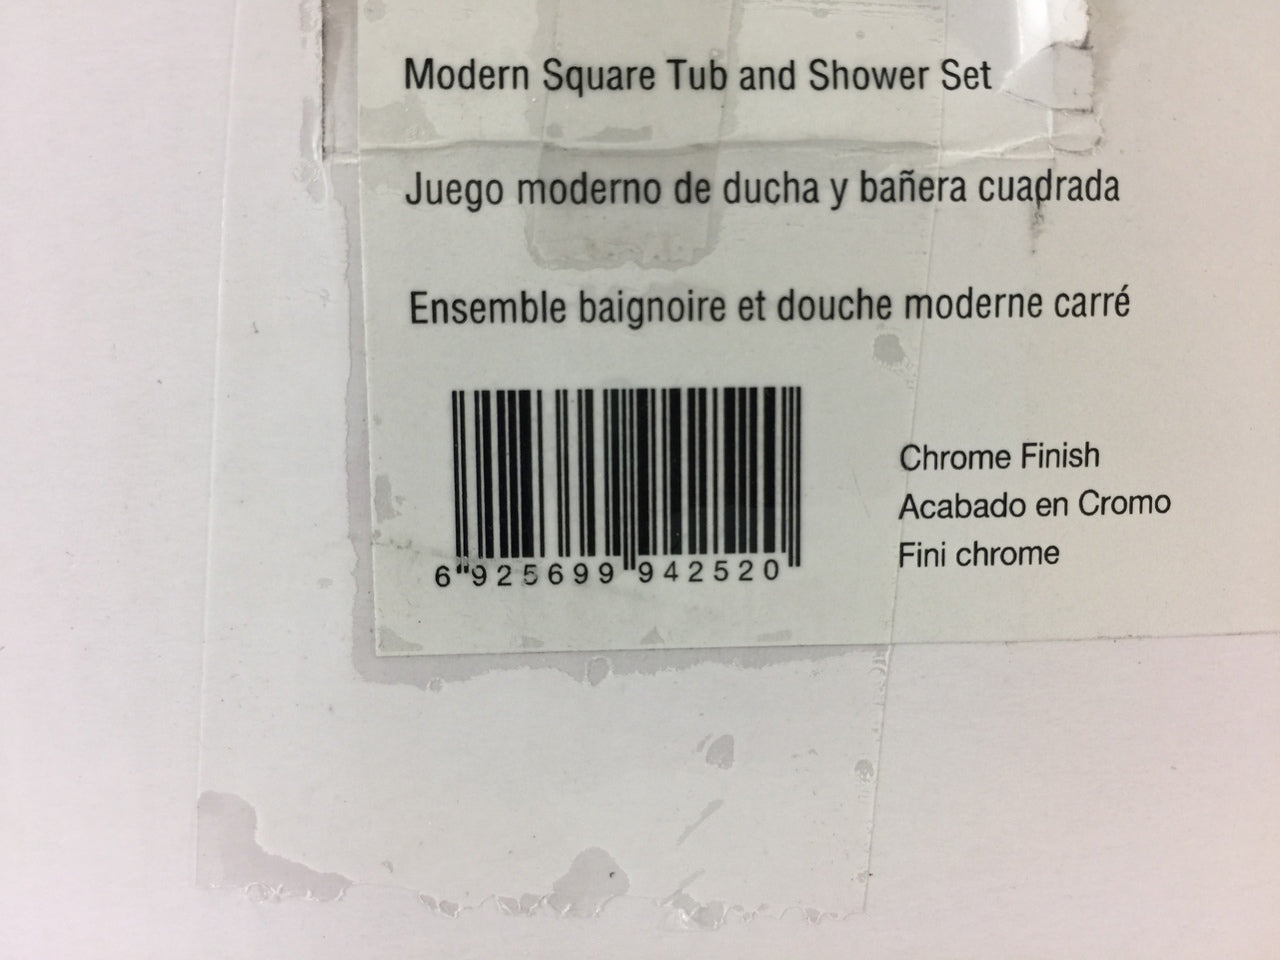 Modern Square Tub and Shower Set
Juego moderno de ducha y bañera cuadrada
Ensemble baignoire et douche moderne carré
Chrome Finish
Acabado en Cromo
Fini chrome
6 925699 942520